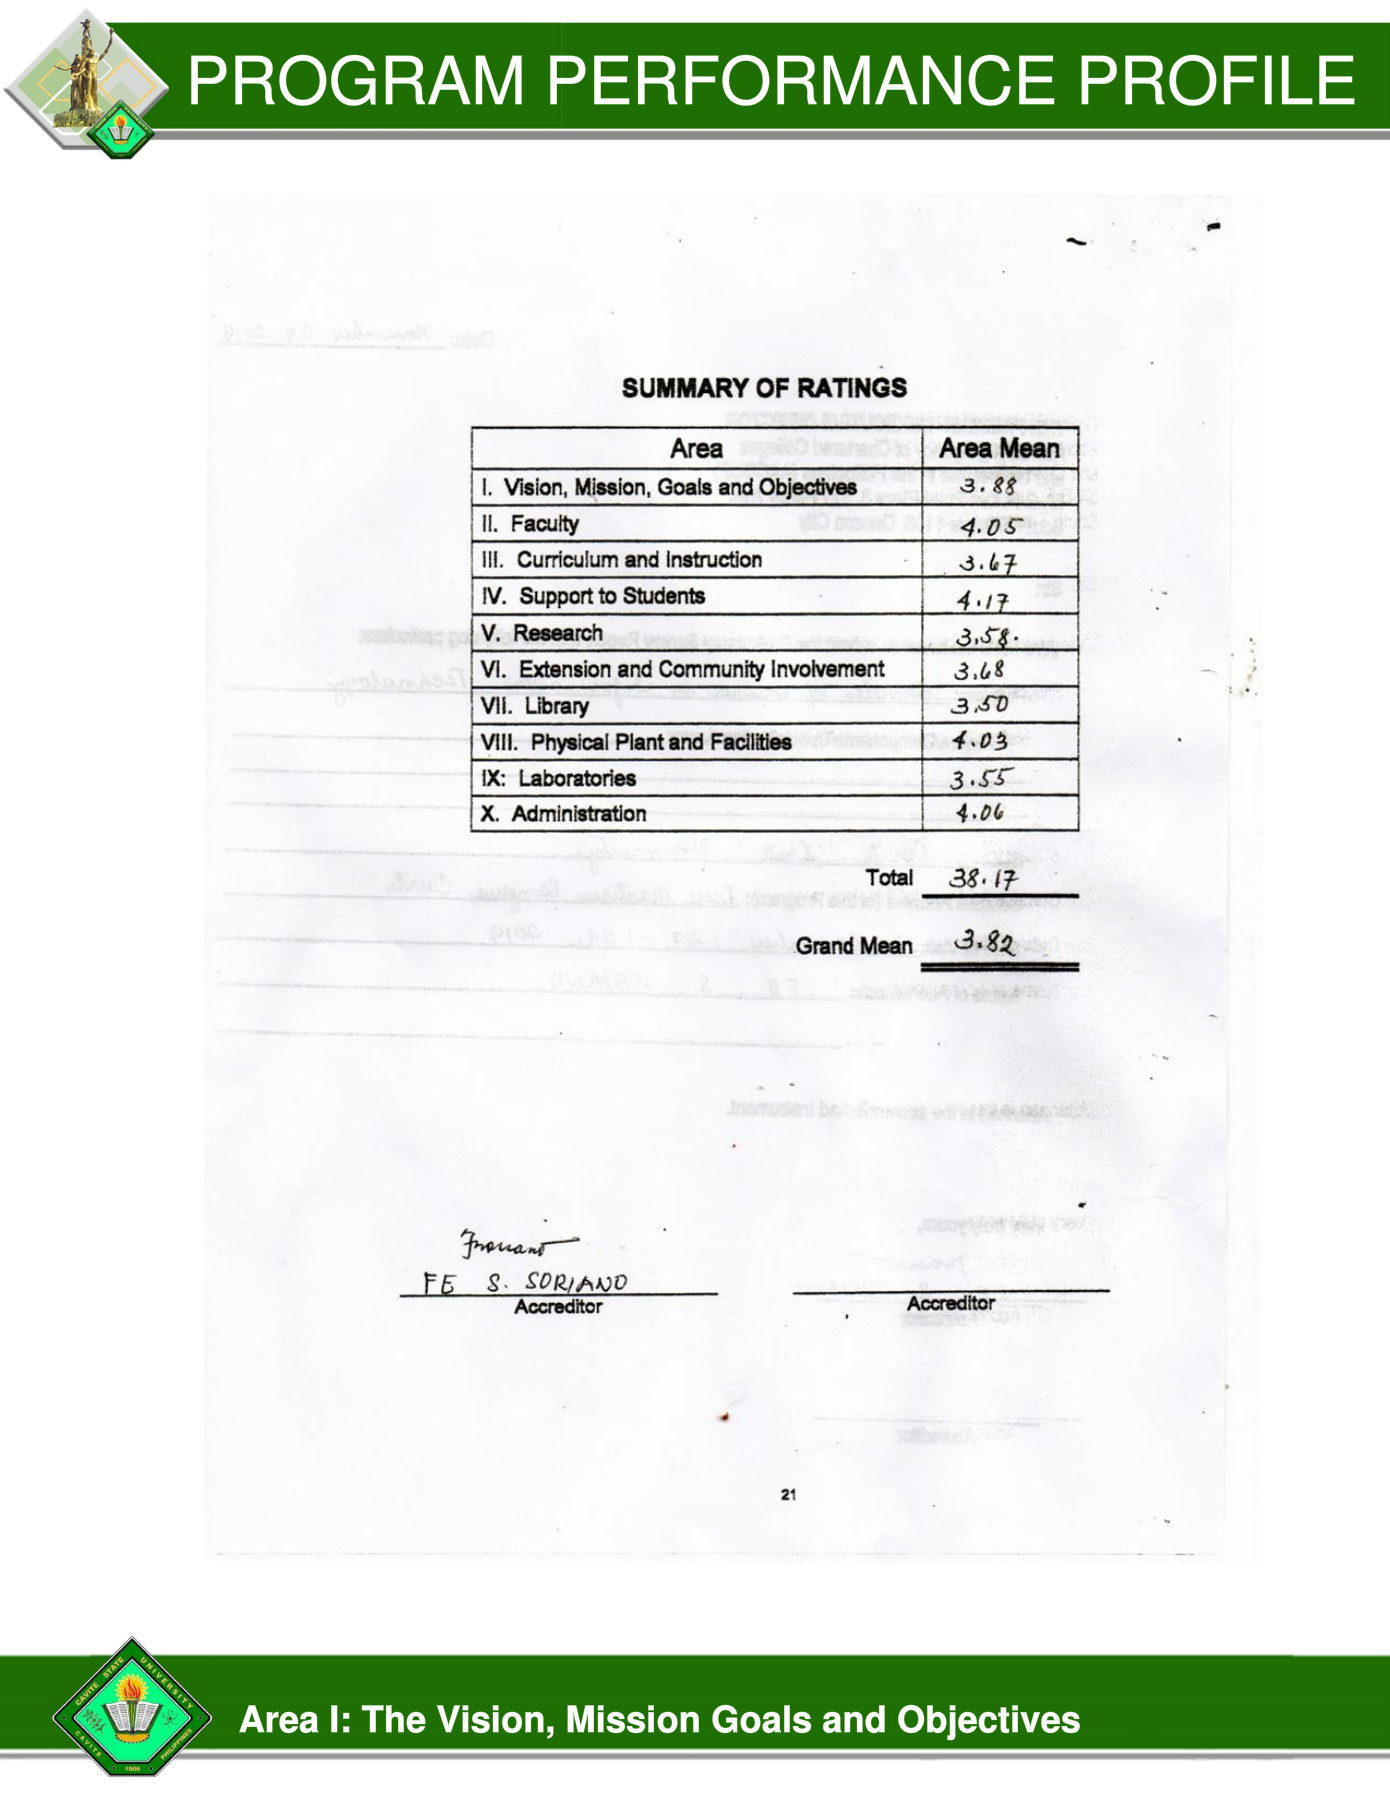 PROGRAM PERFORMANCE PROFILE
Date: November 29, 2019
SUMMARY OF RATINGS
Area Area Mean
I. Vision, Mission, Goals and Objectives 3.88
II. Faculty 4.05
III. Curriculum and Instruction 3.67
IV. Support to Students 4.17
V. Research 3.58.
VI. Extension and Community Involvement 3.68
VII. Library 3.50
VIII. Physical Plant and Facilities 4.03
IX: Laboratories 3.55
X. Administration 4.06
Total 38.17
Grand Mean 3.82
FE S. SORIANO
Accreditor
Accreditor
21
CAVITE STATE UNIVERSITY
CAVITE PHILIPPINES
1906
Area I: The Vision, Mission Goals and Objectives